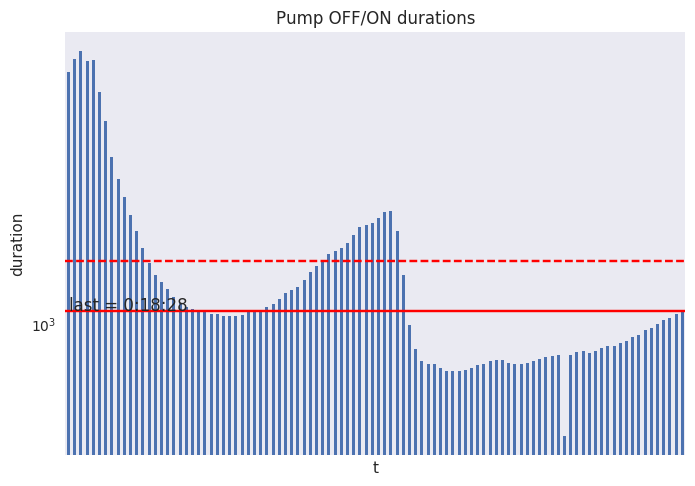 Pump OFF/ON durations
duration
last = 0:18:28
10³
t